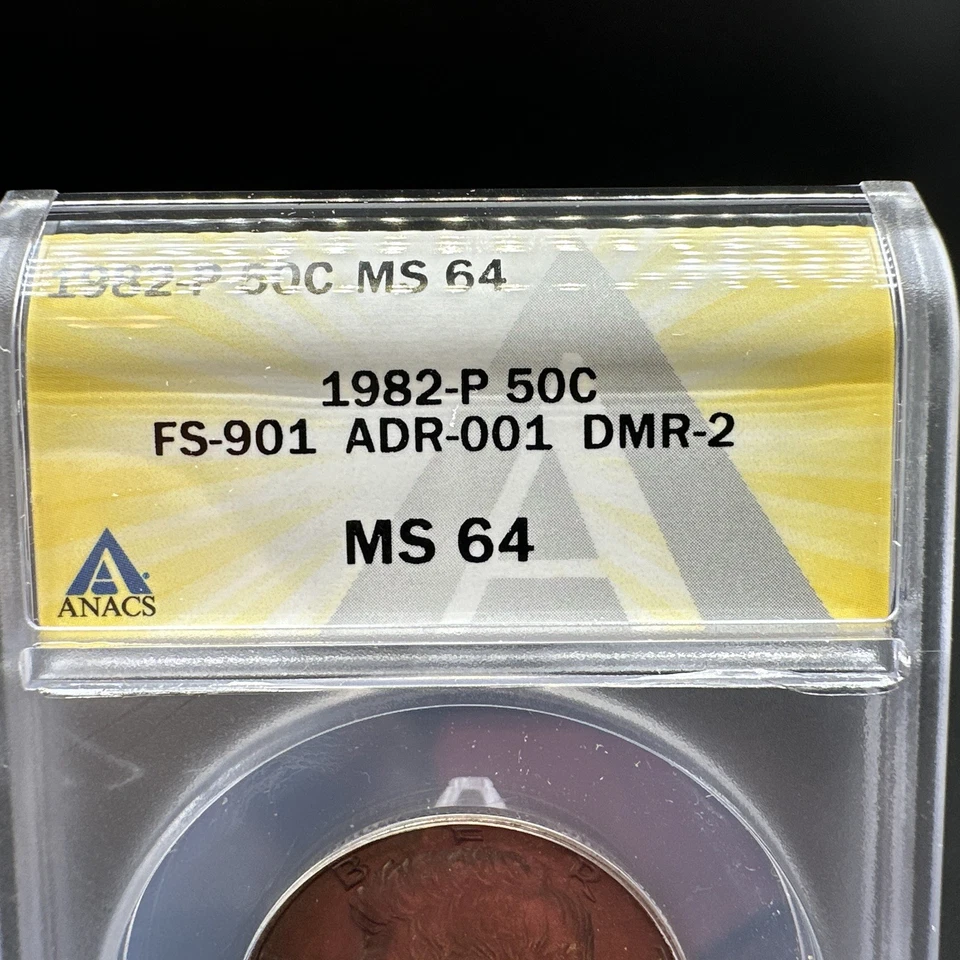 1982-P 50C MS 64
1982-P 50C
FS-901 ADR-001 DMR-2
MS 64
ANACS
B E R